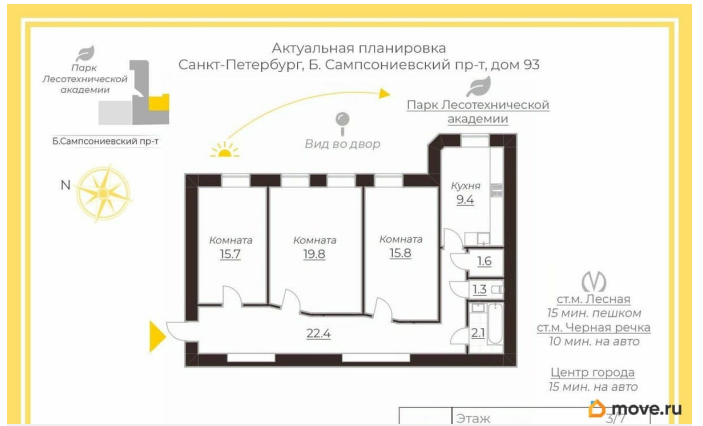 Актуальная планировка
Санкт-Петербург, Б. Сампсониевский пр-т, дом 93
Парк
Лесотехнической
академии
Б.Сампсониевский пр-т
N
Вид во двор
Парк Лесотехнической
академии
Кухня
9.4
Комната
15.7
Комната
19.8
Комната
15.8
1.6
1.3
2.1
22.4
ст.м. Лесная
15 мин. пешком
ст.м. Черная речка
10 мин. на авто
Центр города
15 мин. на авто
Этаж
3/7
move.ru